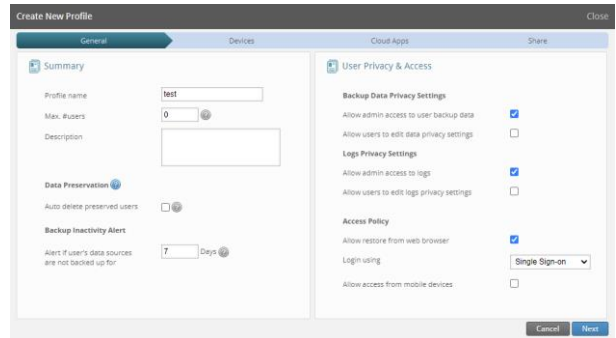 Create New Profile
Close
General
Devices
Cloud Apps
Share
Summary
Profile name
test
Max. #users
0
Description
Data Preservation
Auto delete preserved users
Backup Inactivity Alert
Alert if user's data sources
are not backed up for
7
Days
User Privacy & Access
Backup Data Privacy Settings
Allow admin access to user backup data
Allow users to edit data privacy settings
Logs Privacy Settings
Allow admin access to logs
Allow users to edit logs privacy settings
Access Policy
Allow restore from web browser
Login using
Single Sign-on
Allow access from mobile devices
Cancel
Next